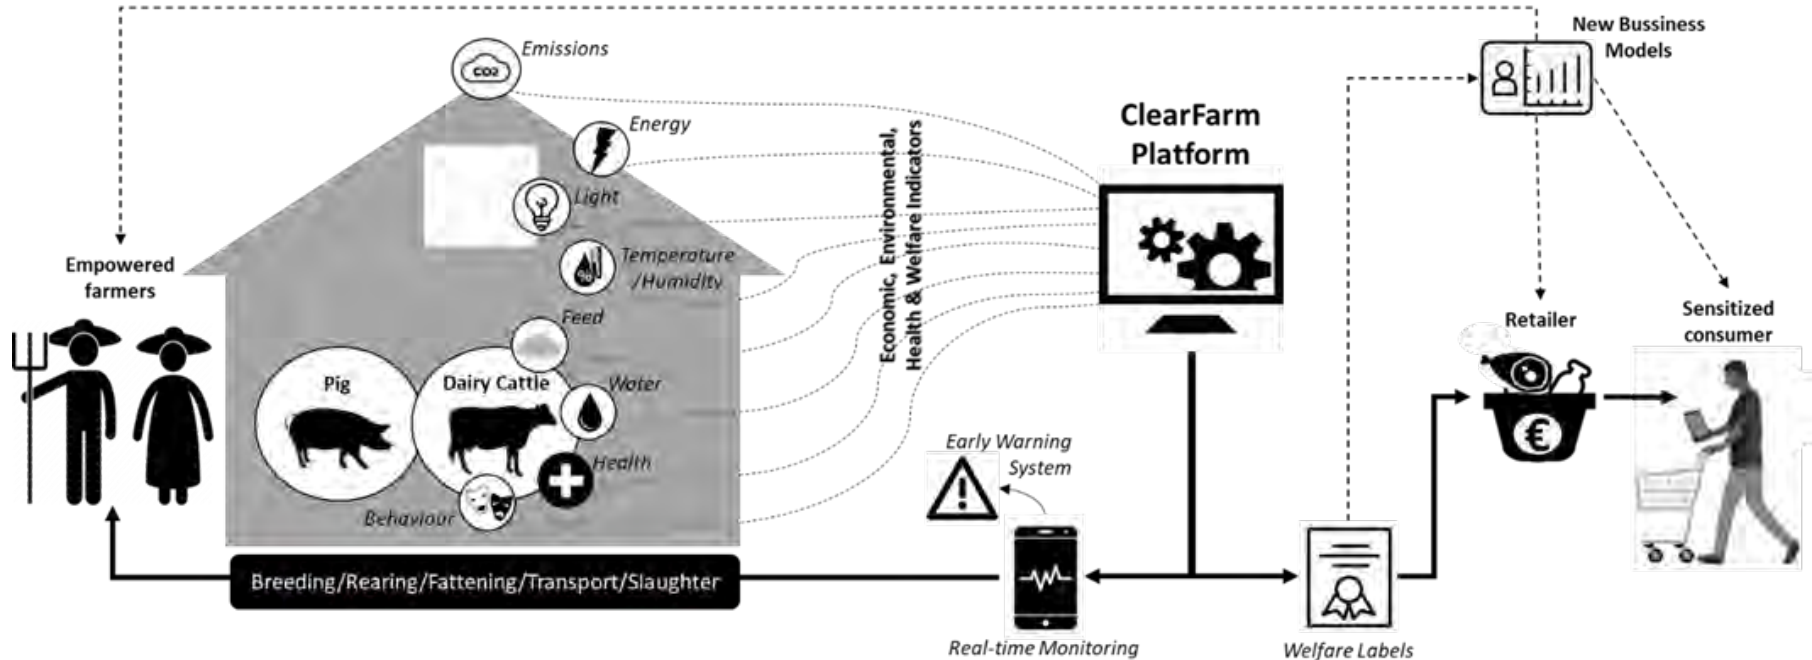 New Bussiness
Models
Emissions
CO2
Energy
ClearFarm
Platform
Light
Economic, Environmental,
Health & Welfare Indicators
Temperature
/Humidity
%
Empowered
farmers
Feed
Pig
Dairy Cattle
Water
Health
Behaviour
Retailer
€
Sensitized
consumer
Early Warning
System
Breeding/Rearing/Fattening/Transport/Slaughter
Real-time Monitoring
Welfare Labels